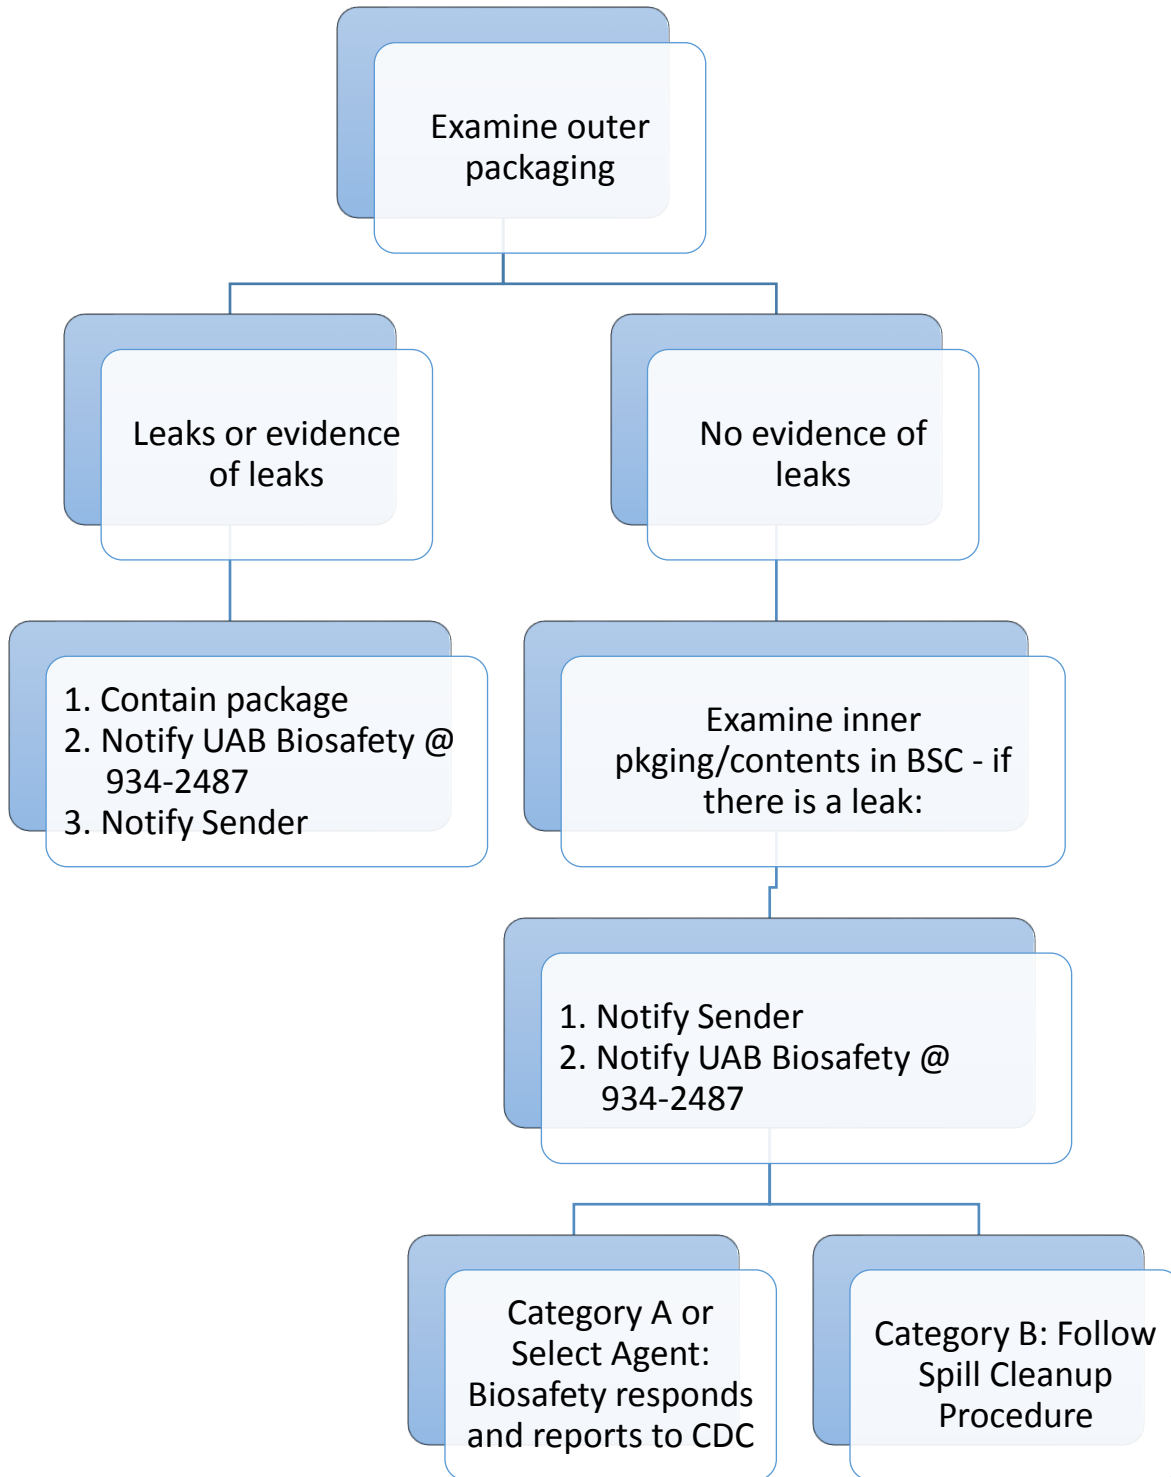 Examine outer
packaging
Leaks or evidence
of leaks
No evidence of
leaks
1. Contain package
2. Notify UAB Biosafety @
934-2487
3. Notify Sender
Examine inner
pkging/contents in BSC - if
there is a leak:
1. Notify Sender
2. Notify UAB Biosafety @
934-2487
Category A or
Select Agent:
Biosafety responds
and reports to CDC
Category B: Follow
Spill Cleanup
Procedure